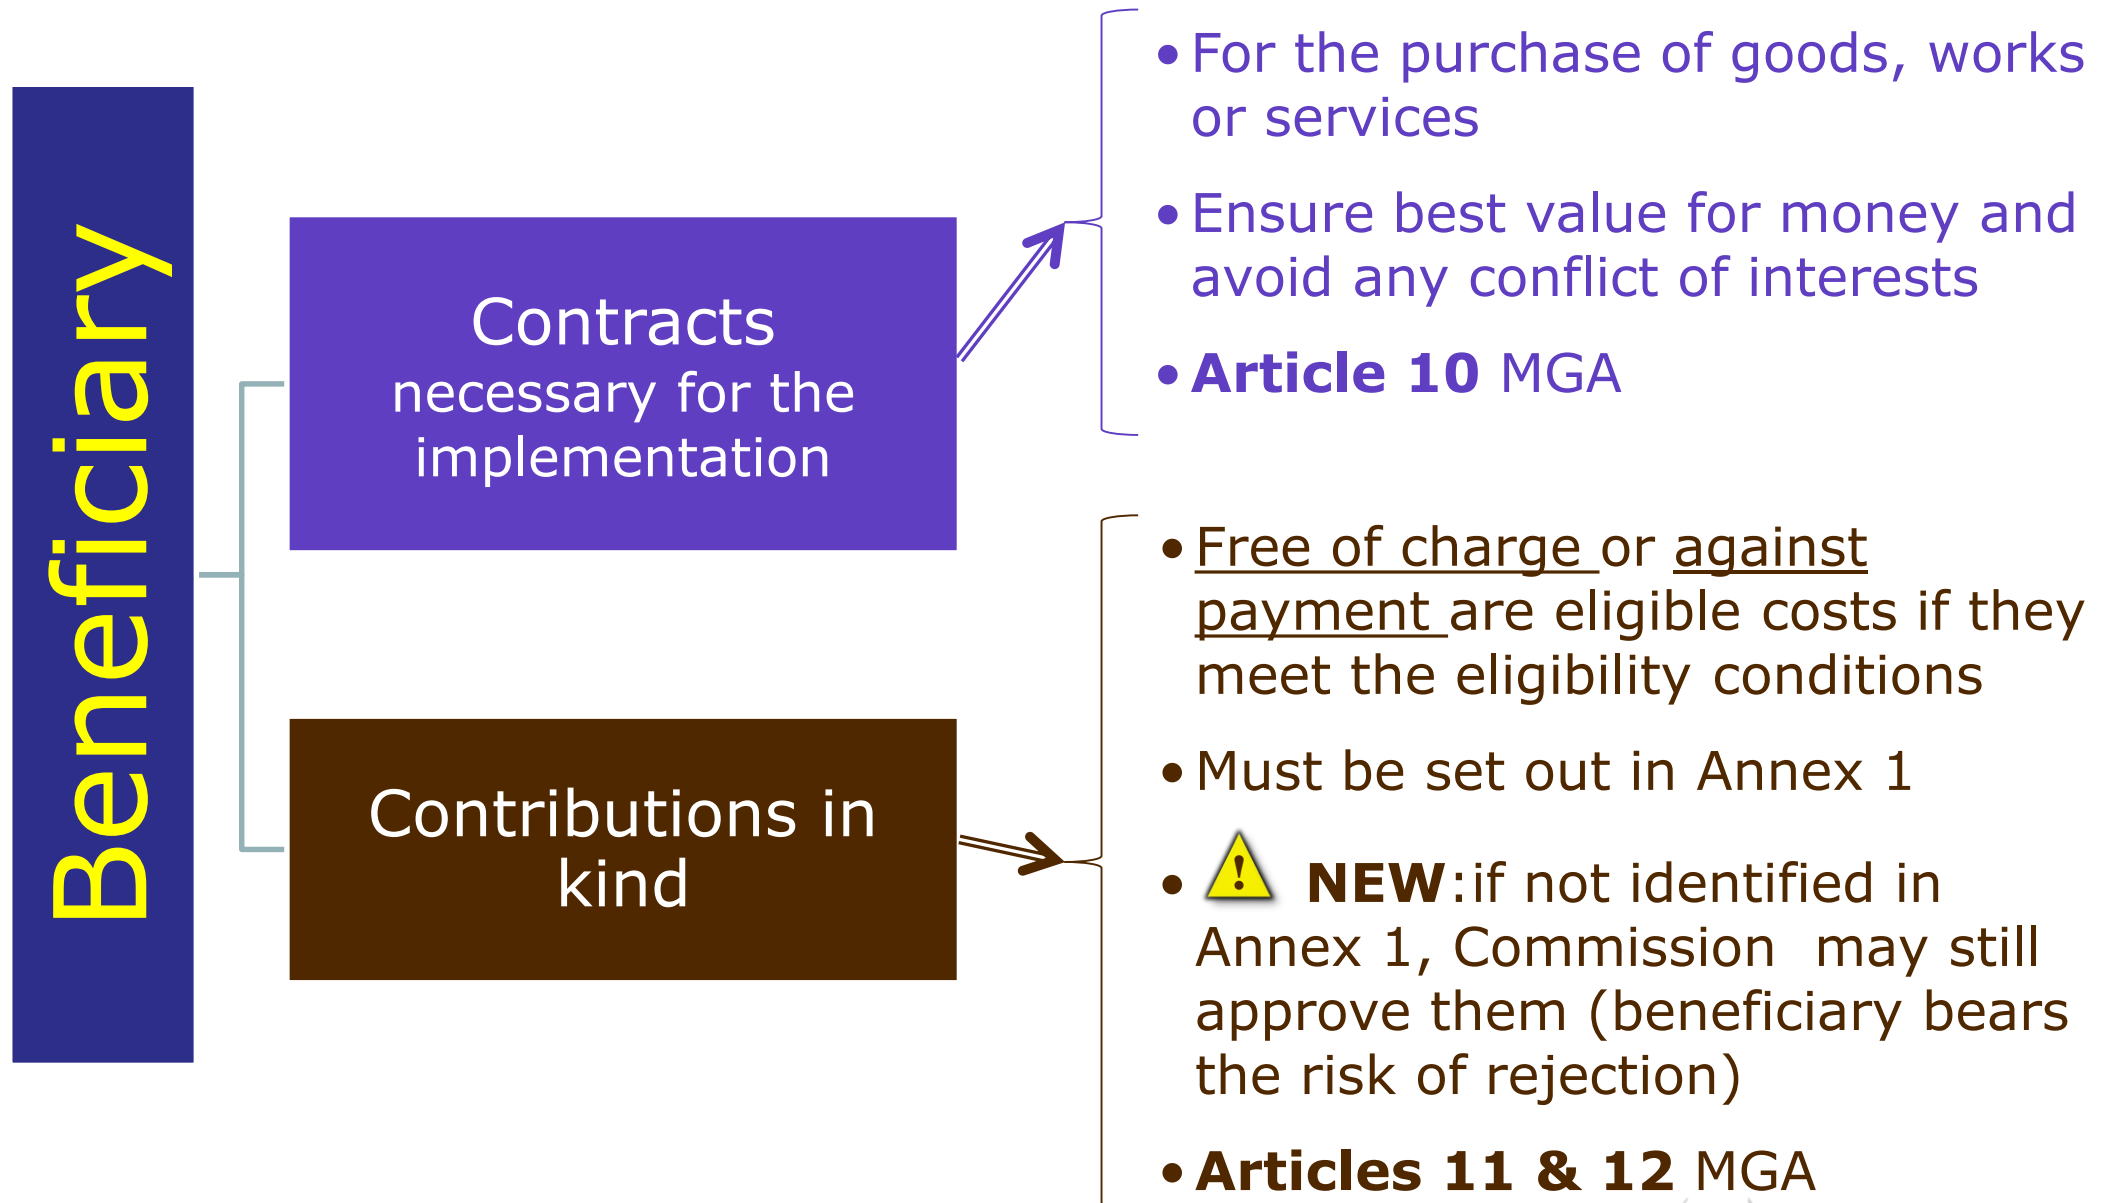 Beneficiary
Contracts
necessary for the
implementation
• For the purchase of goods, works
or services
• Ensure best value for money and
avoid any conflict of interests
• Article 10 MGA
Contributions in
kind
• Free of charge or against
payment are eligible costs if they
meet the eligibility conditions
• Must be set out in Annex 1
• ! NEW:if not identified in
Annex 1, Commission may still
approve them (beneficiary bears
the risk of rejection)
• Articles 11 & 12 MGA